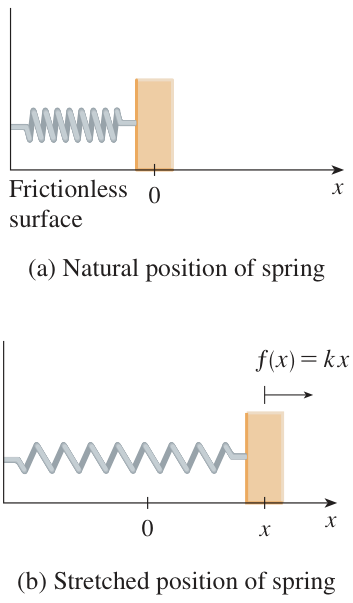 Frictionless 0 x
surface
(a) Natural position of spring
f(x) = kx
0 x x
(b) Stretched position of spring